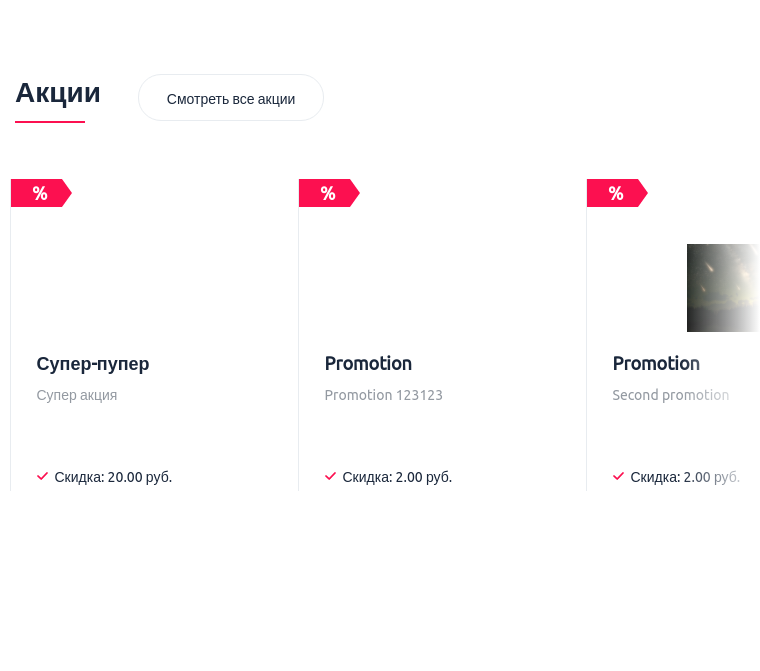 Акции
Смотреть все акции
%
%
%
Супер-пупер
Promotion
Promotion
Супер акция
Promotion 123123
Second promotion
Скидка: 20.00 руб.
Скидка: 2.00 руб.
Скидка: 2.00 руб.